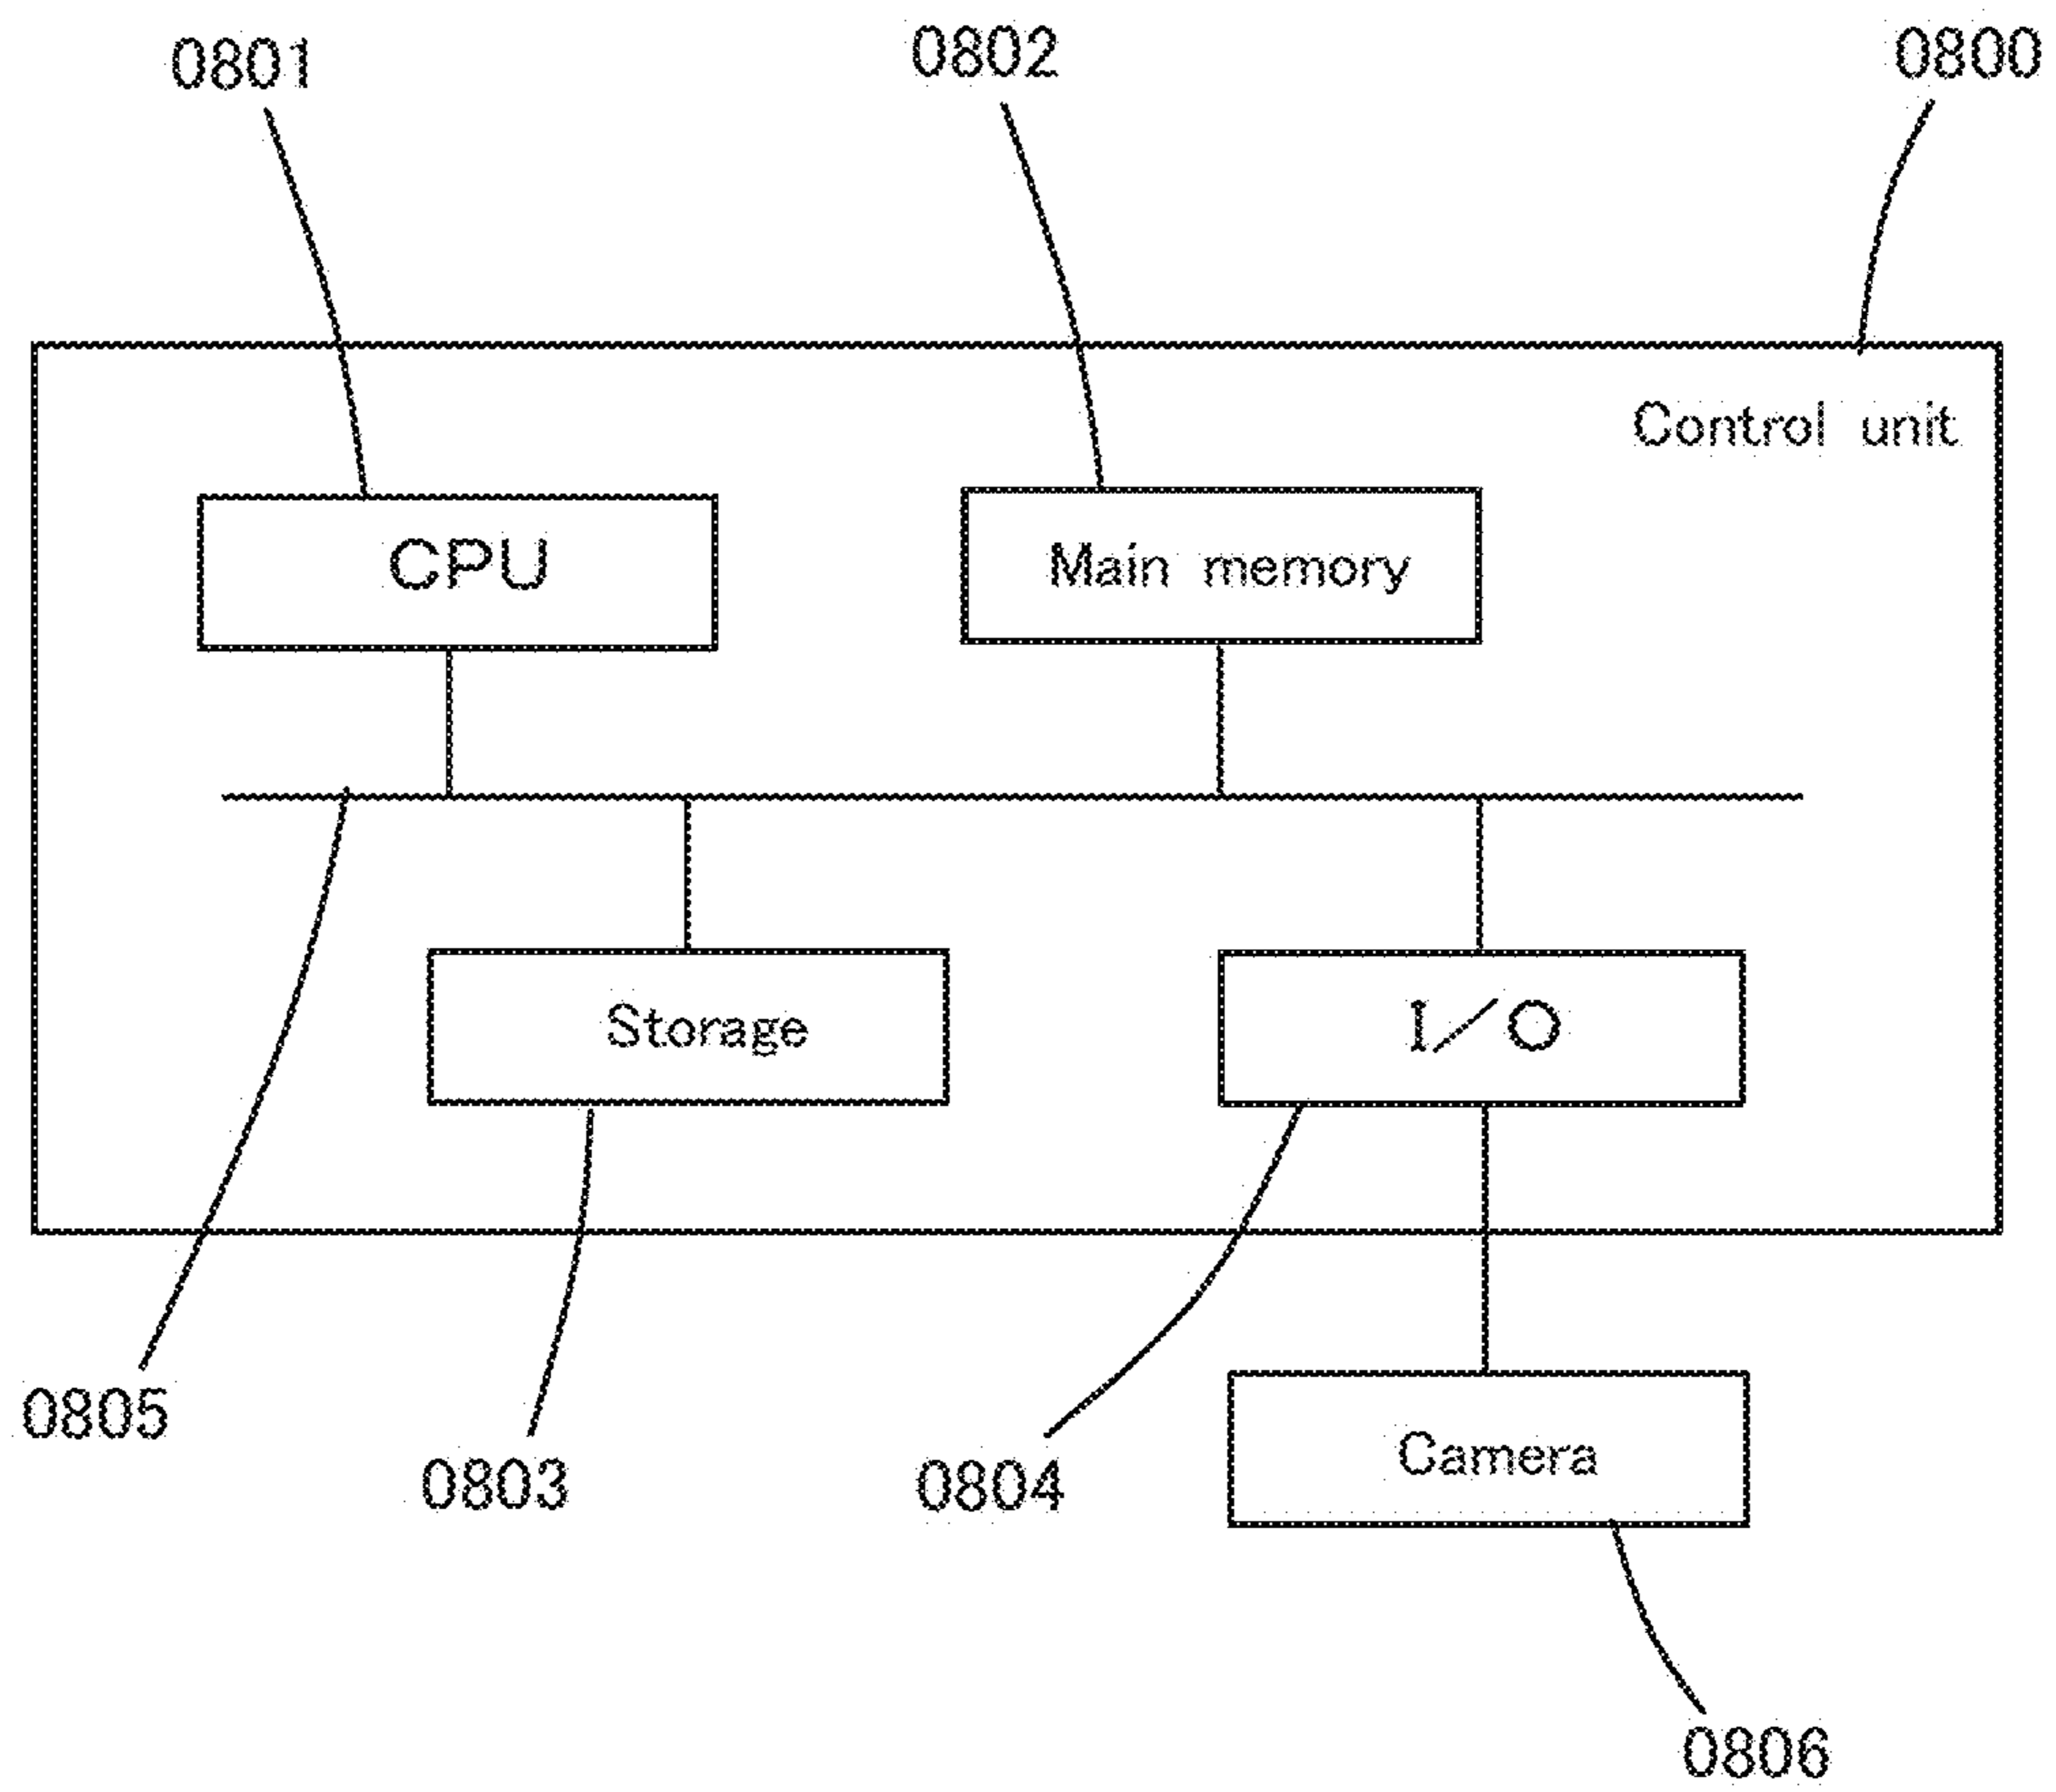 0801
0802
0800
Control unit
CPU
Main memory
Storage
I/O
0805
0803
0804
Camera
0806